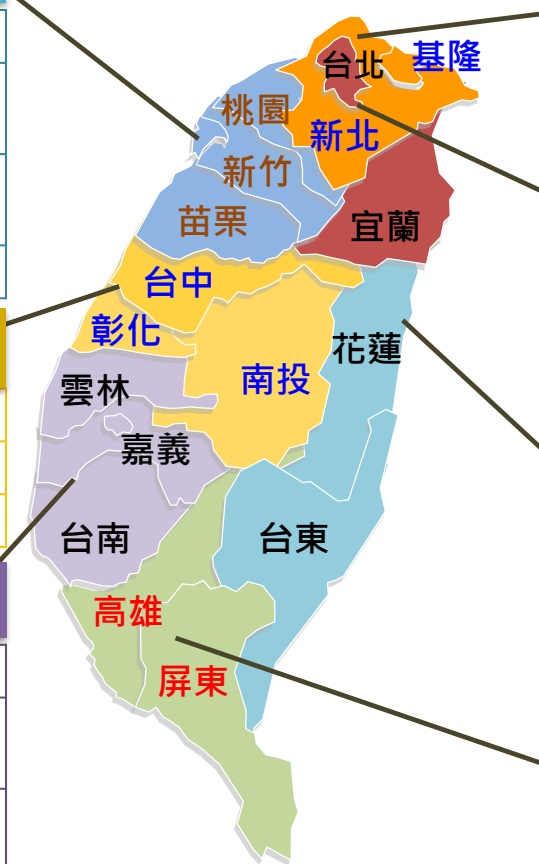 台北
基隆
桃園
新北
新竹
苗栗
宜蘭
台中
彰化
花蓮
南投
雲林
嘉義
台南
台東
高雄
屏東